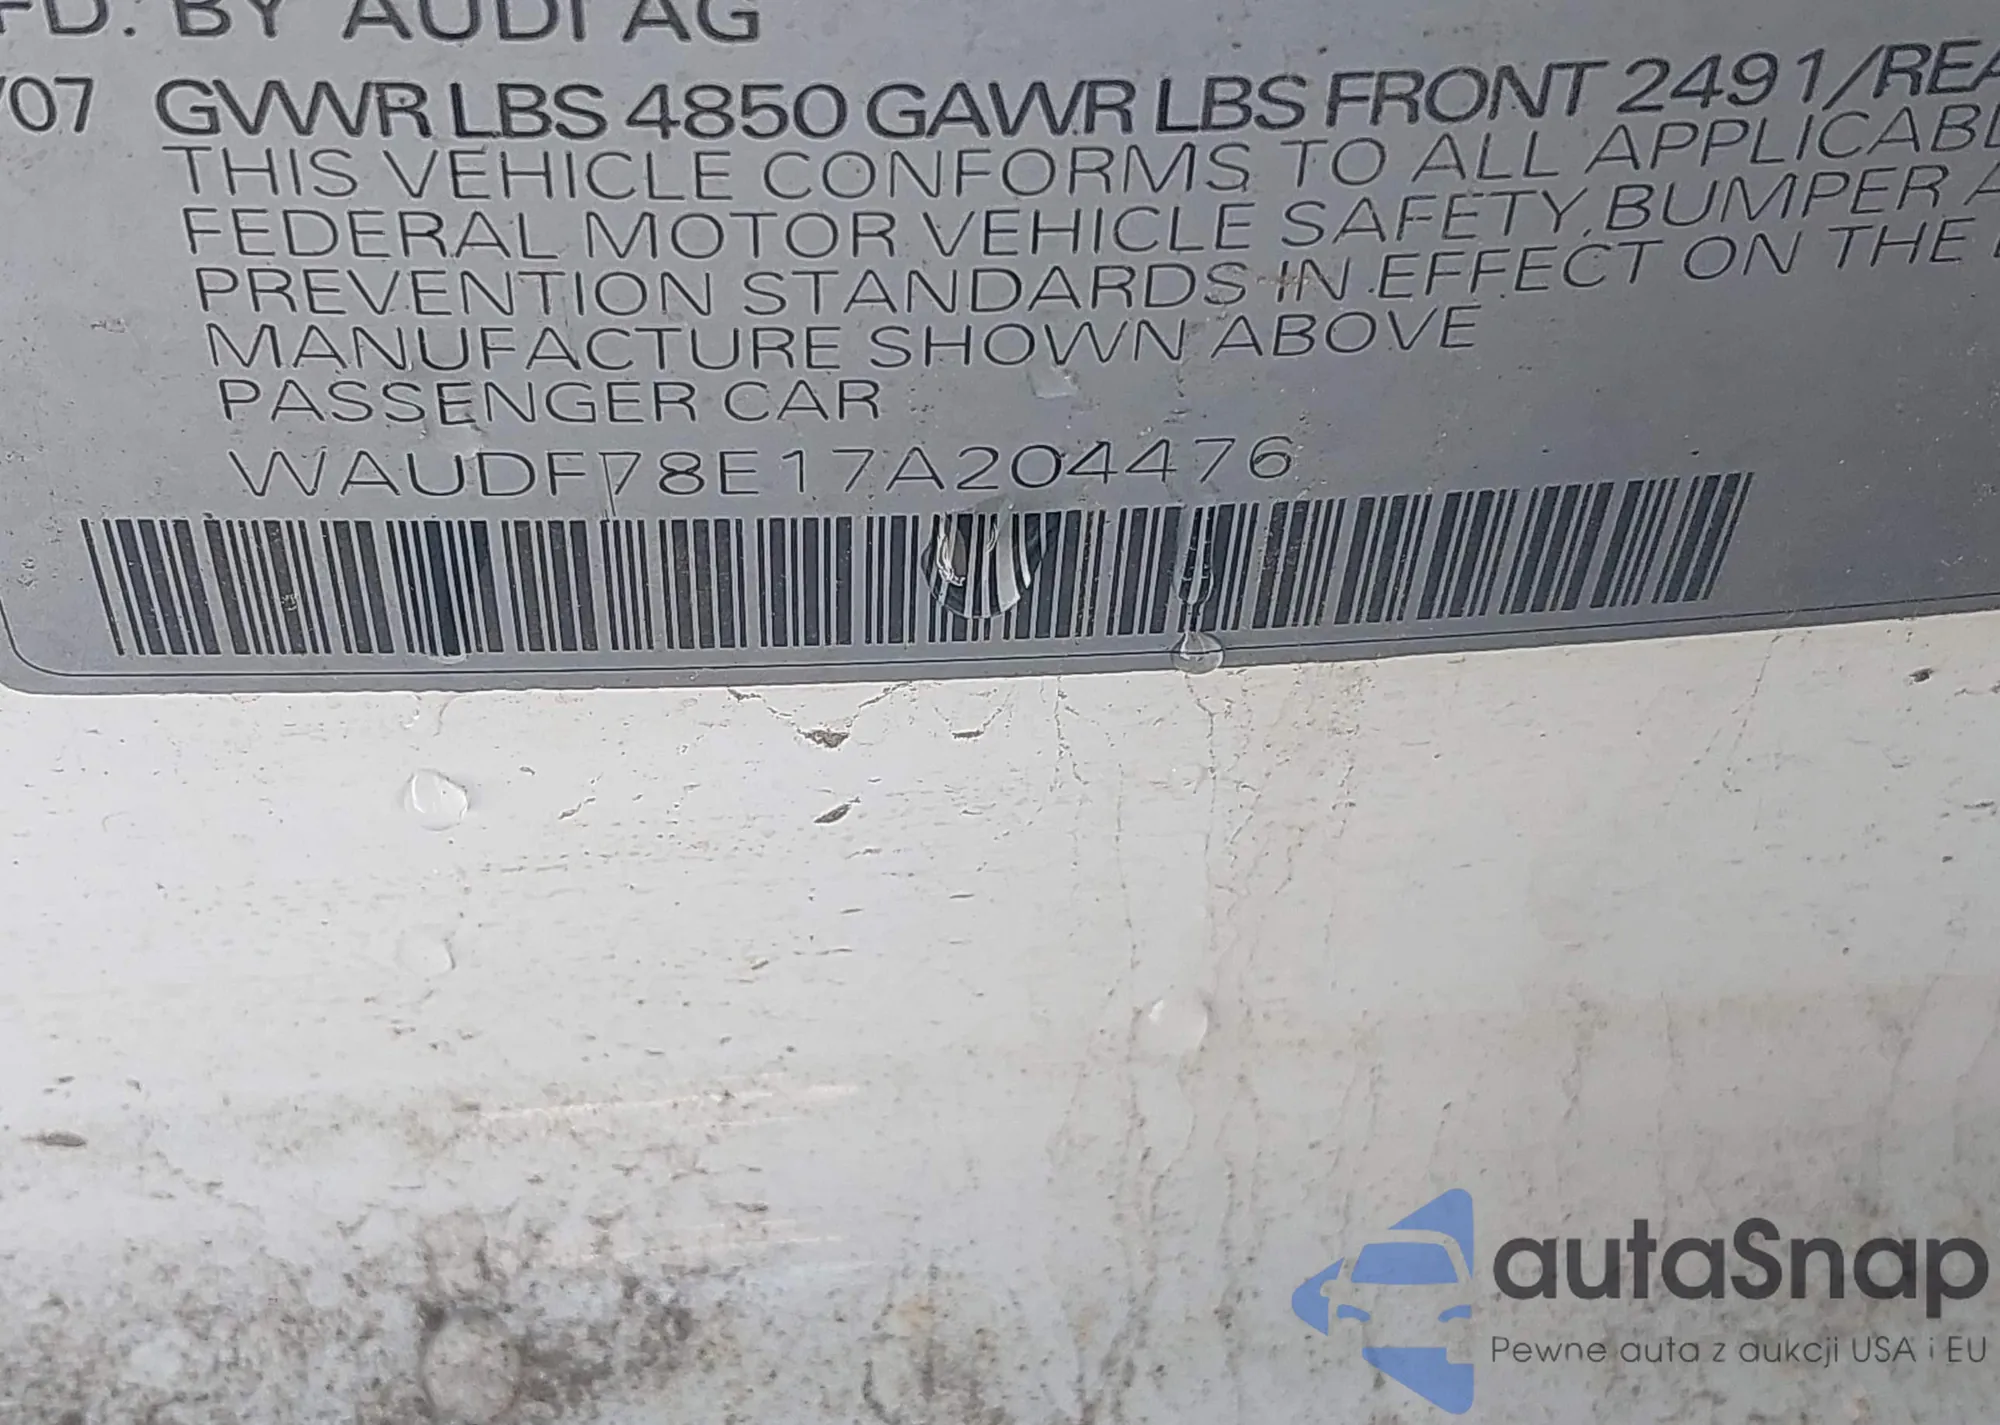 FD. BY AUDI AG
/07 GVWR LBS 4850 GAWR LBS FRONT 2491/REA
THIS VEHICLE CONFORMS TO ALL APPLICABL
FEDERAL MOTOR VEHICLE SAFETY, BUMPER A
PREVENTION STANDARDS IN EFFECT ON THE
MANUFACTURE SHOWN ABOVE
PASSENGER CAR
WAUDF78E17A204476
autaSnap
Pewne auta z aukcji USA i EU